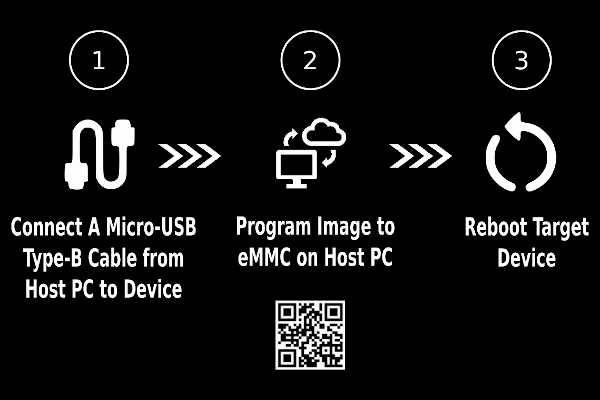 1
2
3
Connect A Micro-USB
Type-B Cable from
Host PC to Device
Program Image to
eMMC on Host PC
Reboot Target
Device